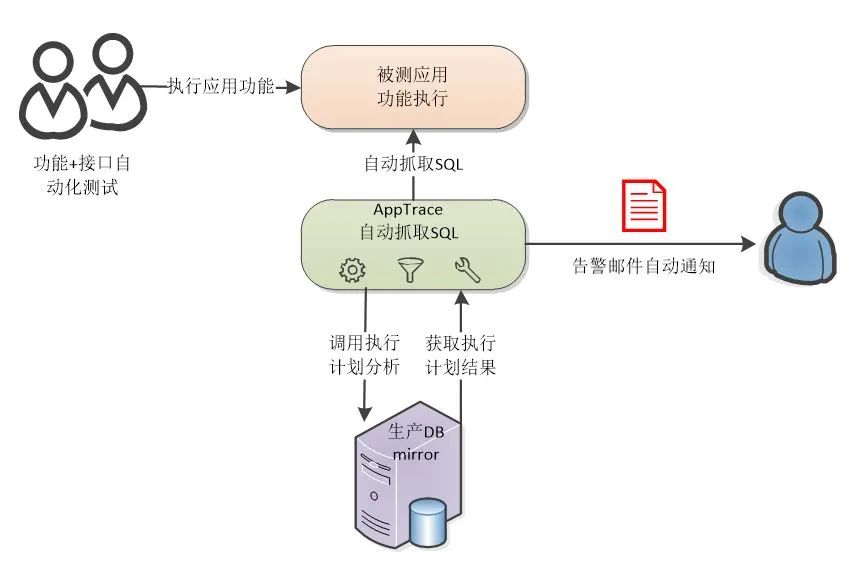 执行应用功能
被测应用
功能执行
功能+接口自
动化测试
自动抓取SQL
AppTrace
自动抓取SQL
告警邮件自动通知
调用执行
计划分析
获取执行
计划结果
生产DB
mirror